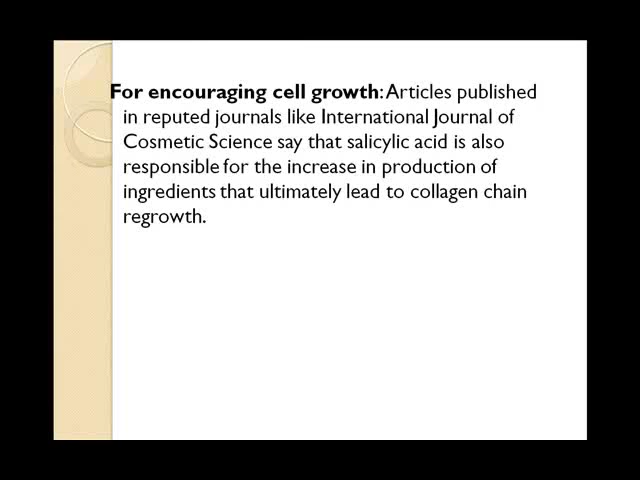 For encouraging cell growth: Articles published
in reputed journals like International Journal of
Cosmetic Science say that salicylic acid is also
responsible for the increase in production of
ingredients that ultimately lead to collagen chain
regrowth.